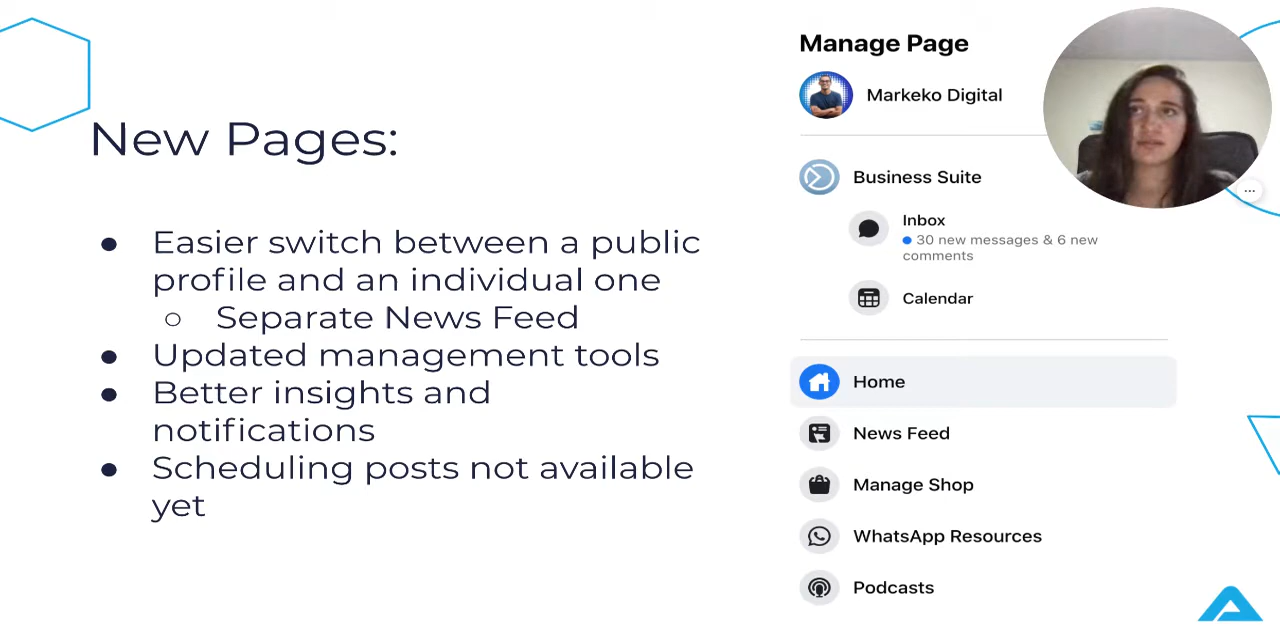 New Pages:
● Easier switch between a public
profile and an individual one
○ Separate News Feed
● Updated management tools
● Better insights and
notifications
● Scheduling posts not available
yet
Manage Page
Markeko Digital
Business Suite
Inbox
30 new messages & 6 new
comments
Calendar
Home
News Feed
Manage Shop
WhatsApp Resources
Podcasts